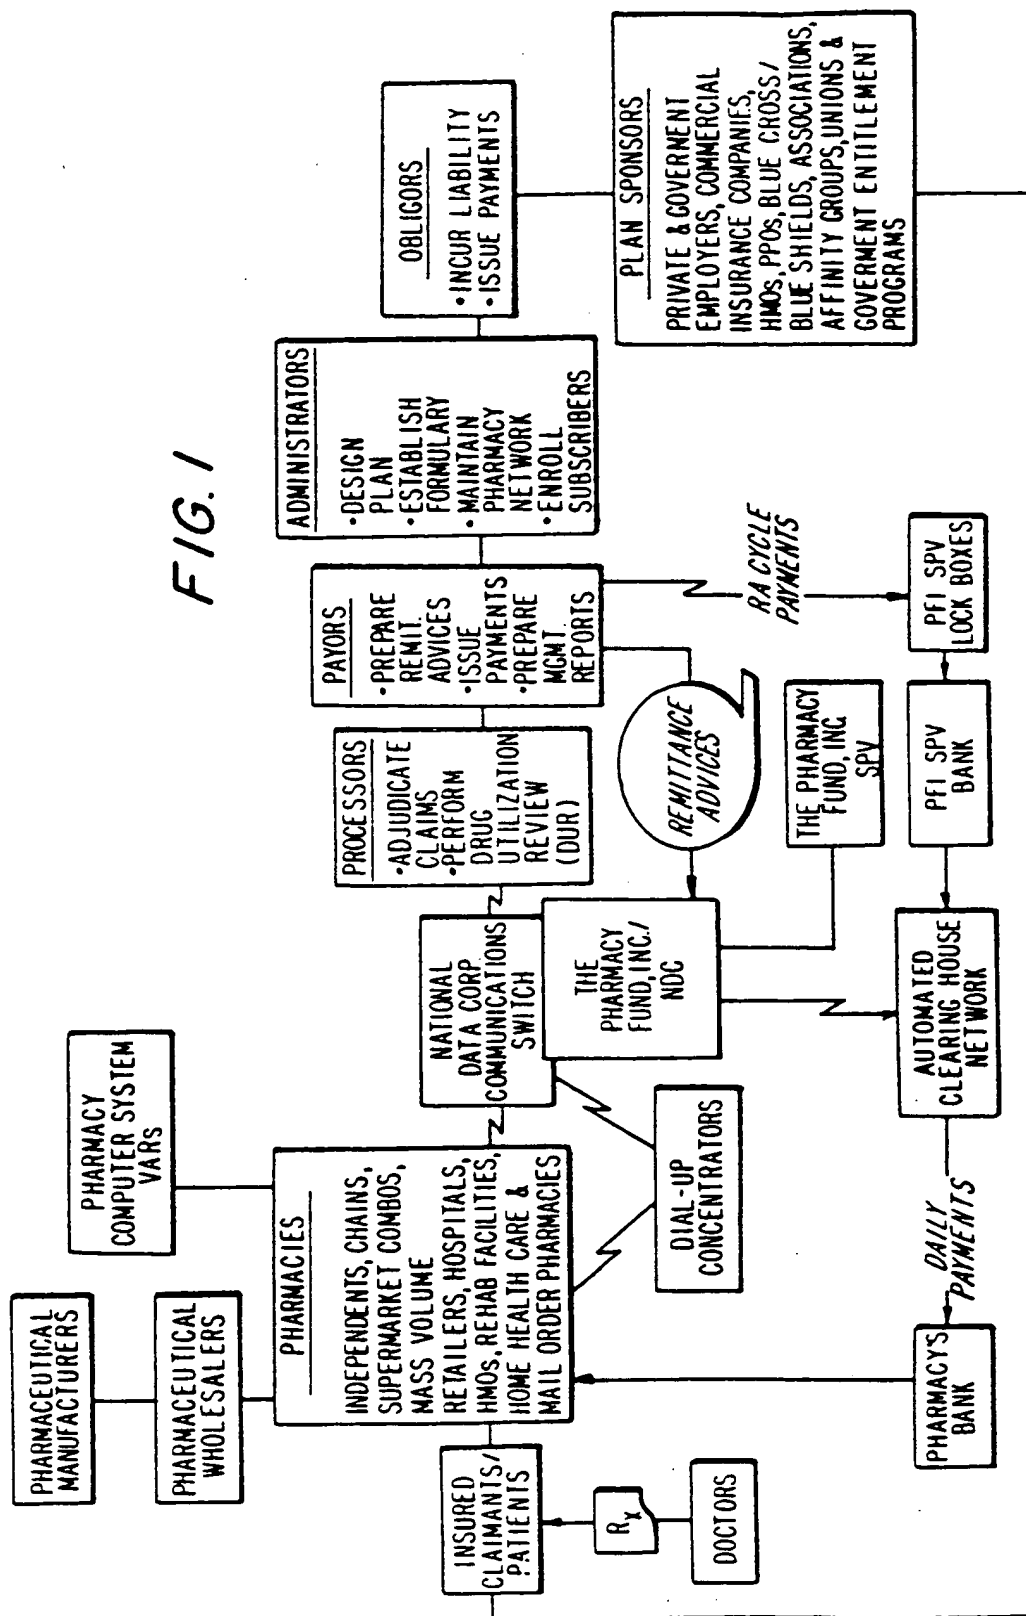 FIG. 1
PHARMACEUTICAL
MANUFACTURERS
PHARMACEUTICAL
WHOLESALERS
PHARMACY
COMPUTER SYSTEM
VARs
PHARMACIES
INDEPENDENTS, CHAINS,
SUPERMARKET COMBOS,
MASS VOLUME
RETAILERS, HOSPITALS,
HMOs, REHAB FACILITIES,
HOME HEALTH CARE &
MAIL ORDER PHARMACIES
INSURED
CLAIMANTS/
PATIENTS
Rx
DOCTORS
NATIONAL
DATA CORP
COMMUNICATIONS
SWITCH
THE
PHARMACY
FUND, INC./
NDC
DIAL-UP
CONCENTRATORS
PROCESSORS
•ADJUDICATE
CLAIMS
•PERFORM
DRUG
UTILIZATION
REVIEW
(DUR)
PAYORS
•PREPARE
REMIT.
ADVICES
•ISSUE
PAYMENTS
•PREPARE
MGMT
REPORTS
ADMINISTRATORS
•DESIGN
PLAN
•ESTABLISH
FORMULARY
•MAINTAIN
PHARMACY
NETWORK
•ENROLL
SUBSCRIBERS
OBLIGORS
•INCUR LIABILITY
•ISSUE PAYMENTS
PLAN SPONSORS
PRIVATE & GOVERMENT
EMPLOYERS, COMMERCIAL
INSURANCE COMPANIES,
HMOs, PPOs, BLUE CROSS/
BLUE SHIELDS, ASSOCIATIONS,
AFFINITY GROUPS, UNIONS &
GOVERMENT ENTITLEMENT
PROGRAMS
REMITTANCE
ADVICES
RA CYCLE
PAYMENTS
THE PHARMACY
FUND, INC.
SPV
PFI SPV
LOCK BOXES
PFI SPV
BANK
AUTOMATED
CLEARING HOUSE
NETWORK
DAILY
PAYMENTS
PHARMACY'S
BANK